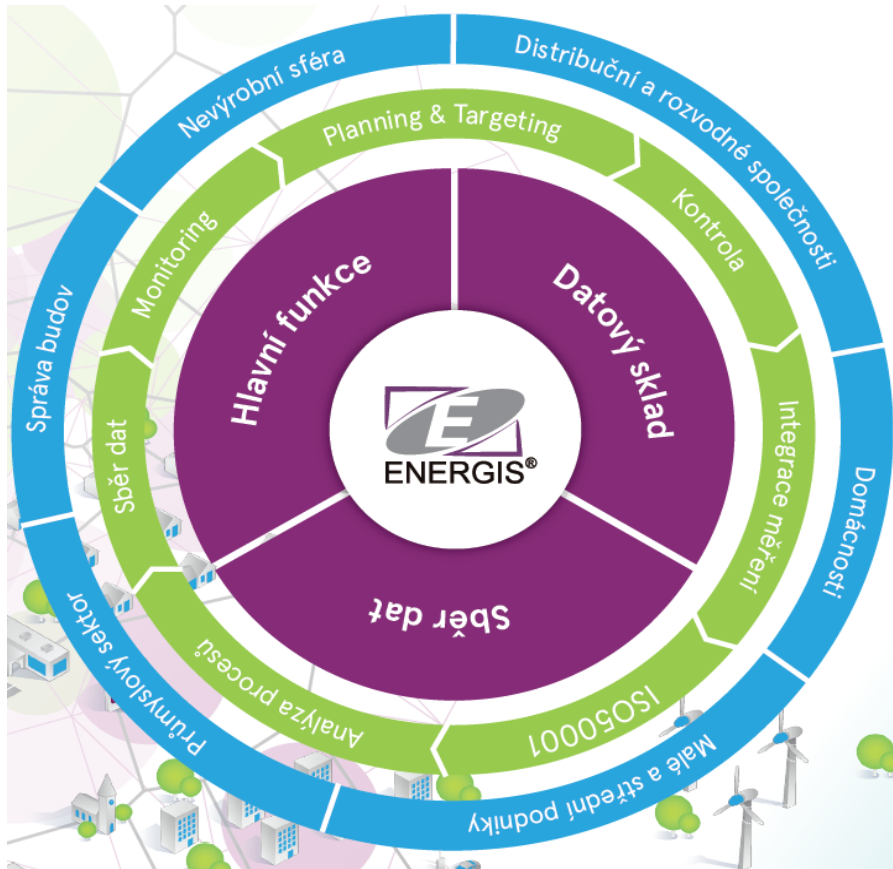 Nevýrobní sféra
Distribuční a rozvodné společnosti
Domácnosti
Malé a střední podniky
Průmyslový sektor
Správa budov
Planning & Targeting
Kontrola
Integrace měření
ISO50001
Analýza procesů
Sběr dat
Monitoring
Hlavní funkce
Datový sklad
Sběr dat
E
ENERGIS®